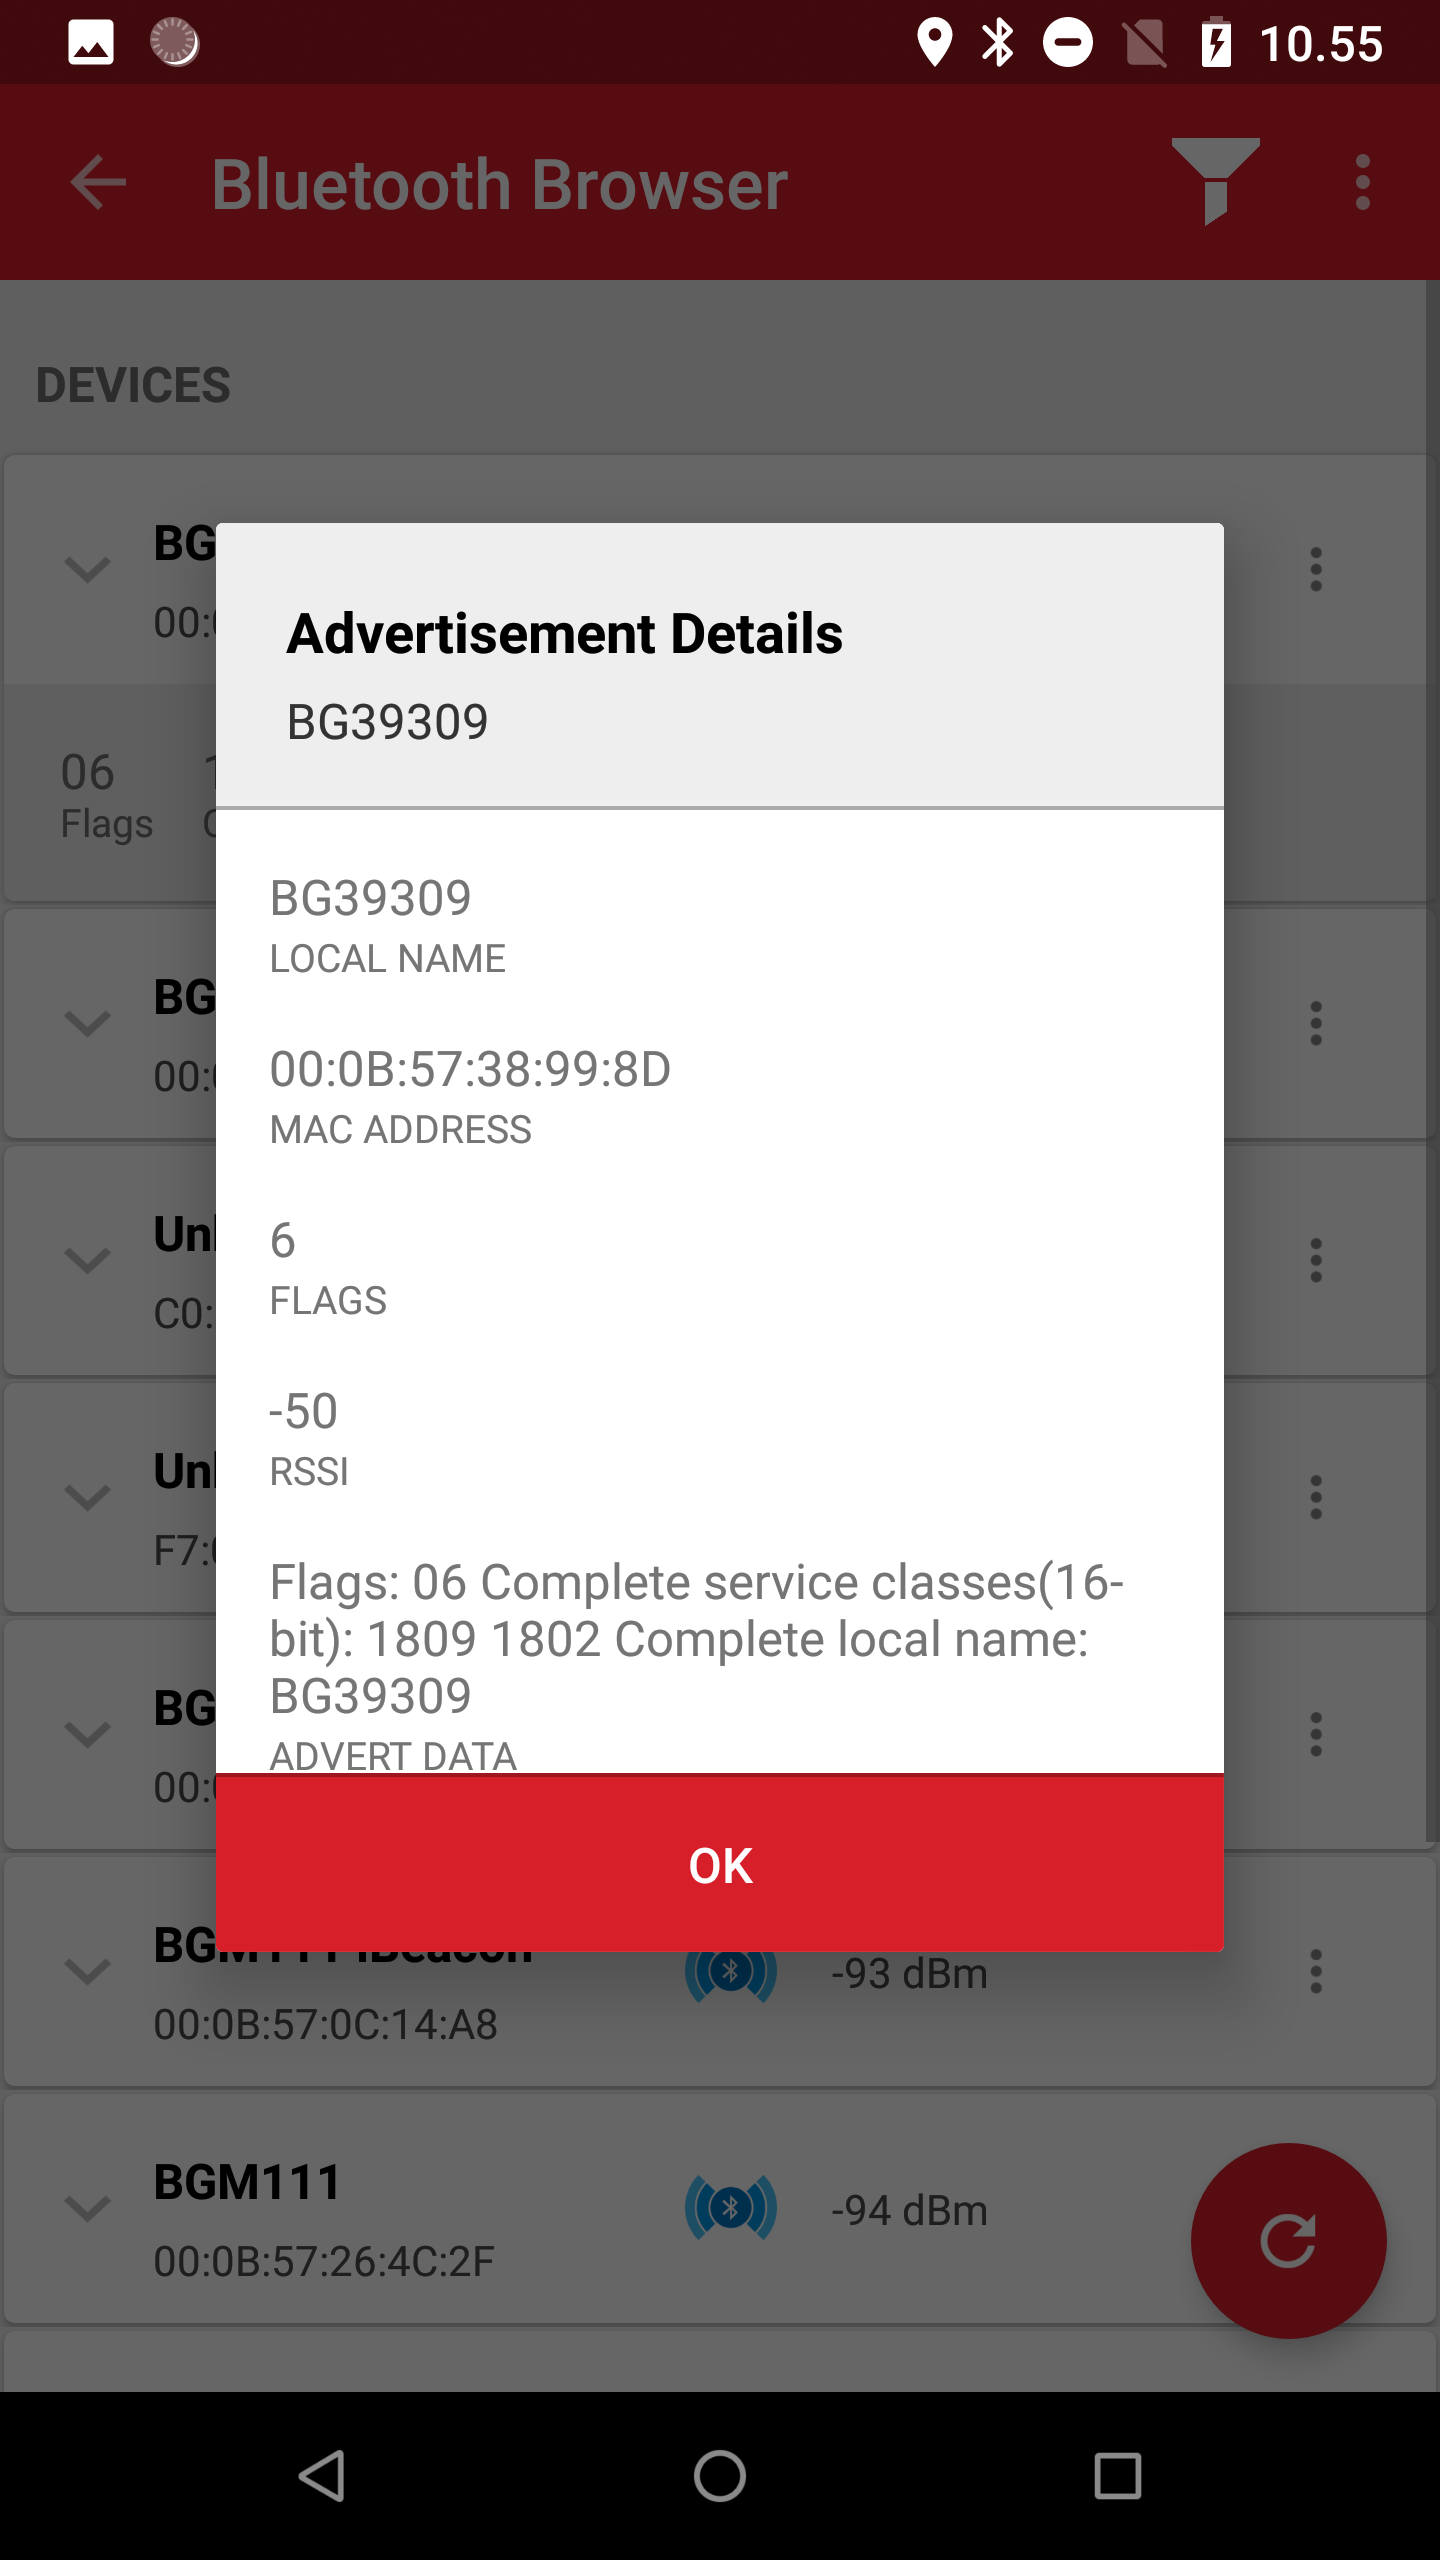 10.55
Bluetooth Browser
DEVICES
BG
00:
Advertisement Details
BG39309
06
Flags
BG39309
LOCAL NAME
BG
00:
00:0B:57:38:99:8D
MAC ADDRESS
C0:
6
FLAGS
F7:
-50
RSSI
Flags: 06 Complete service classes(16-
bit): 1809 1802 Complete local name:
BG39309
ADVERT DATA
BG
00:
OK
BGM111 iBeacon
-93 dBm
00:0B:57:0C:14:A8
BGM111
-94 dBm
00:0B:57:26:4C:2F